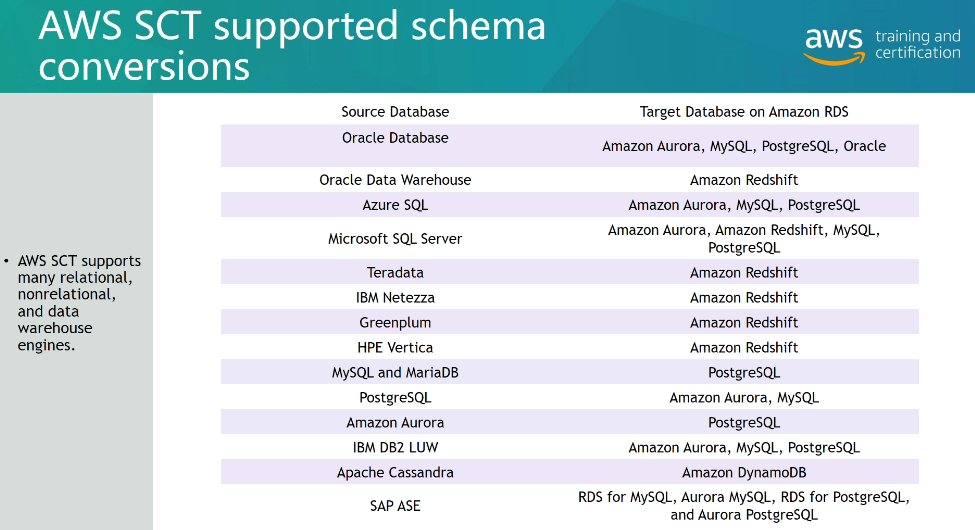 AWS SCT supported schema
conversions
aws training and
certification
• AWS SCT supports
many relational,
nonrelational,
and data
warehouse
engines.
Source Database Target Database on Amazon RDS
Oracle Database Amazon Aurora, MySQL, PostgreSQL, Oracle
Oracle Data Warehouse Amazon Redshift
Azure SQL Amazon Aurora, MySQL, PostgreSQL
Microsoft SQL Server Amazon Aurora, Amazon Redshift, MySQL,
PostgreSQL
Teradata Amazon Redshift
IBM Netezza Amazon Redshift
Greenplum Amazon Redshift
HPE Vertica Amazon Redshift
MySQL and MariaDB PostgreSQL
PostgreSQL Amazon Aurora, MySQL
Amazon Aurora PostgreSQL
IBM DB2 LUW Amazon Aurora, MySQL, PostgreSQL
Apache Cassandra Amazon DynamoDB
SAP ASE RDS for MySQL, Aurora MySQL, RDS for PostgreSQL,
and Aurora PostgreSQL